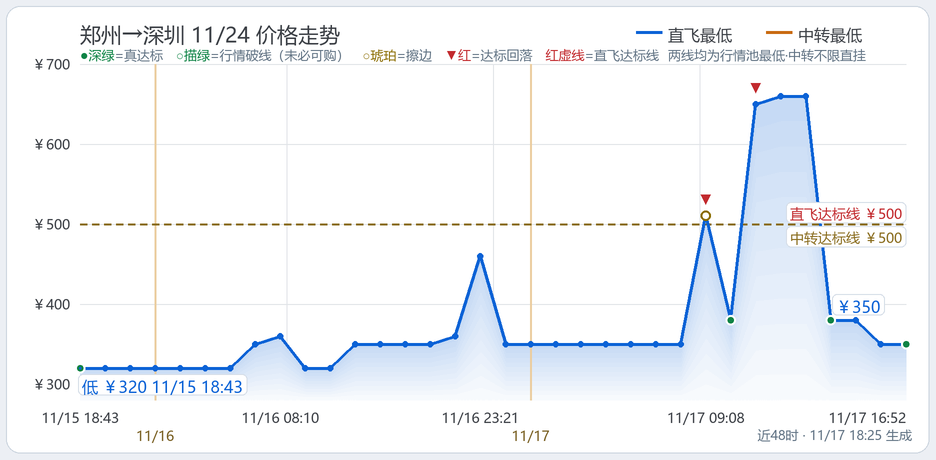 郑州→深圳 11/24 价格走势
直飞最低 中转最低
●深绿=真达标 ○描绿=行情破线（未必可购） ○琥珀=擦边 ▼红=达标回落 红虚线=直飞达标线 两线均为行情池最低·中转不限直挂
¥700
¥600
¥500
直飞达标线 ¥500
中转达标线 ¥500
¥400
¥350
¥300
低 ¥320 11/15 18:43
11/15 18:43 11/16 08:10 11/16 23:21 11/17 09:08 11/17 16:52
11/16 11/17
近48时 · 11/17 18:25 生成